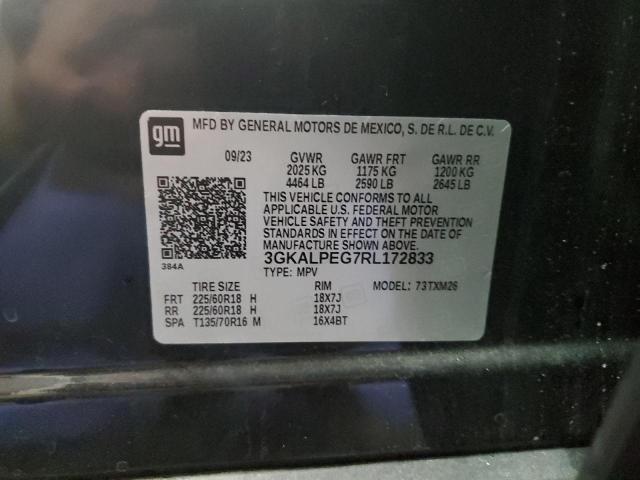 gm
MFD BY GENERAL MOTORS DE MEXICO, S. DE R.L. DE C.V.
09/23 GVWR GAWR FRT GAWR RR
2025 KG 1175 KG 1200 KG
4464 LB 2590 LB 2645 LB
THIS VEHICLE CONFORMS TO ALL
APPLICABLE U.S. FEDERAL MOTOR
VEHICLE SAFETY AND THEFT PREVENTION
STANDARDS IN EFFECT ON THE DATE OF
MANUFACTURE SHOWN ABOVE.
384A 3GKALPEG7RL172833
TYPE: MPV
TIRE SIZE RIM MODEL: 73TXM26
FRT 225/60R18 H 18X7J
RR 225/60R18 H 18X7J
SPA T135/70R16 M 16X4BT